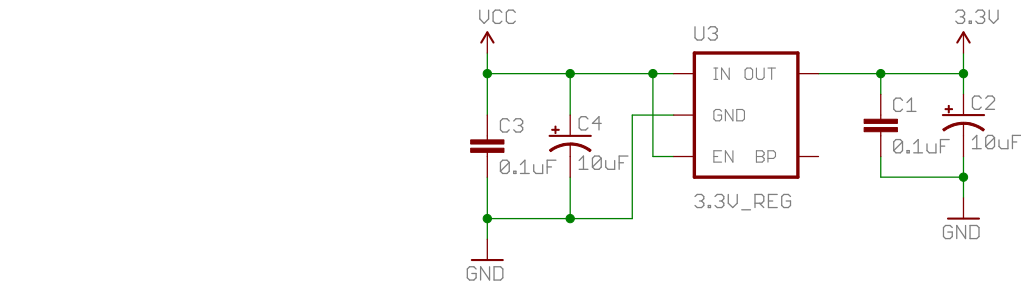 VCC
3.3V
U3
IN OUT
GND
EN BP
3.3V_REG
C3
0.1uF
C4
10uF
C1
0.1uF
C2
10uF
GND
GND